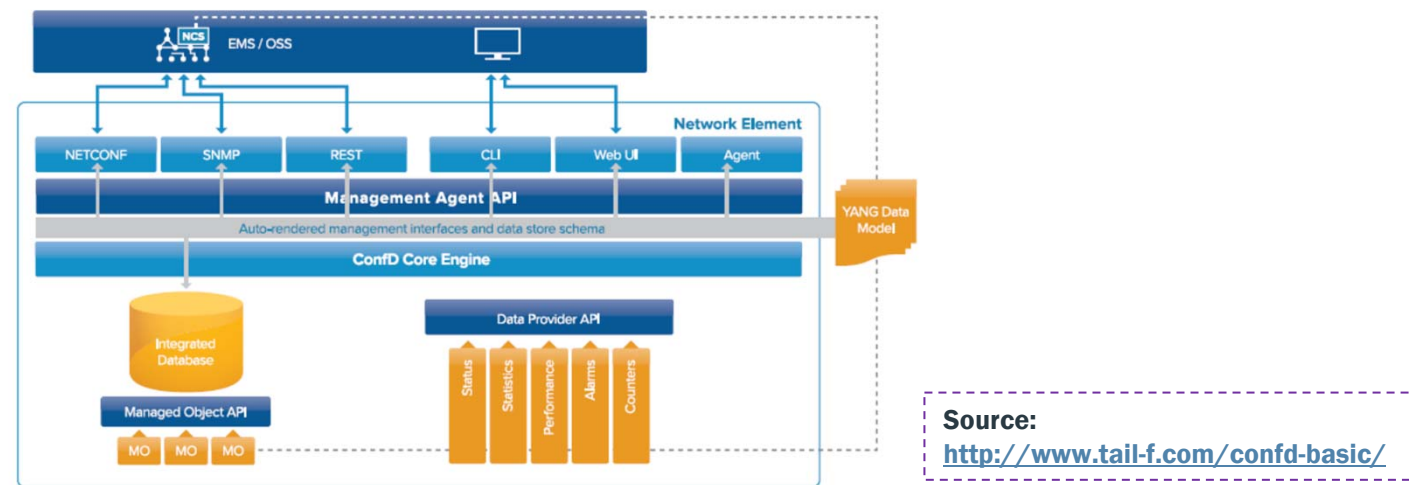 NCS
EMS / OSS
Network Element
NETCONF
SNMP
REST
CLI
Web UI
Agent
Management Agent API
Auto-rendered management interfaces and data store schema
YANG Data
Model
ConfD Core Engine
Integrated
Database
Data Provider API
Status
Statistics
Performance
Alarms
Counters
Managed Object API
MO
MO
MO
Source:
http://www.tail-f.com/confd-basic/